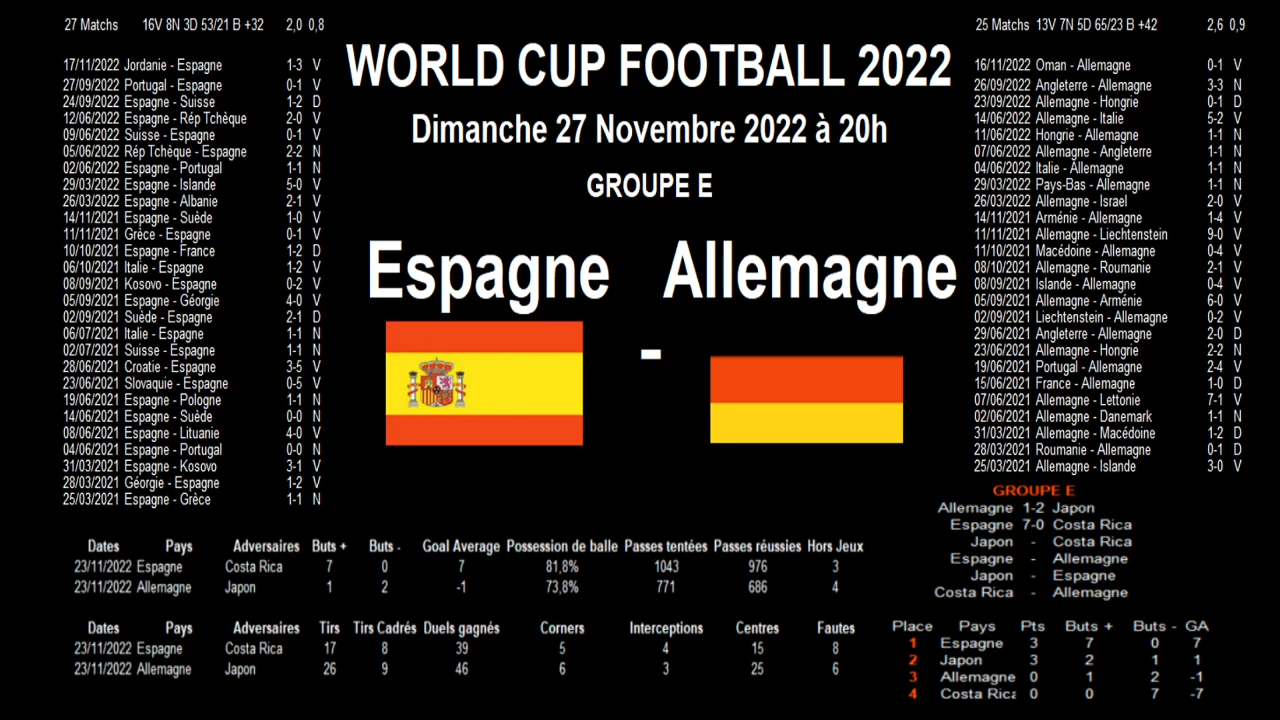 27 Matchs 16V 8N 3D 53/21 B +32 2,0 0,8
17/11/2022 Jordanie - Espagne 1-3 V
27/09/2022 Portugal - Espagne 0-1 V
24/09/2022 Espagne - Suisse 1-2 D
12/06/2022 Espagne - Rép Tchèque 2-0 V
09/06/2022 Suisse - Espagne 0-1 V
05/06/2022 Rép Tchèque - Espagne 2-2 N
02/06/2022 Espagne - Portugal 1-1 N
29/03/2022 Espagne - Islande 5-0 V
26/03/2022 Espagne - Albanie 2-1 V
14/11/2021 Espagne - Suède 1-0 V
11/11/2021 Grèce - Espagne 0-1 V
10/10/2021 Espagne - France 1-2 D
06/10/2021 Italie - Espagne 1-2 V
08/09/2021 Kosovo - Espagne 0-2 V
05/09/2021 Espagne - Géorgie 4-0 V
02/09/2021 Suède - Espagne 2-1 D
06/07/2021 Italie - Espagne 1-1 N
02/07/2021 Suisse - Espagne 1-1 N
28/06/2021 Croatie - Espagne 3-5 V
23/06/2021 Slovaquie - Espagne 0-5 V
19/06/2021 Espagne - Pologne 1-1 N
14/06/2021 Espagne - Suède 0-0 N
08/06/2021 Espagne - Lituanie 4-0 V
04/06/2021 Espagne - Portugal 0-0 N
31/03/2021 Espagne - Kosovo 3-1 V
28/03/2021 Géorgie - Espagne 1-2 V
25/03/2021 Espagne - Grèce 1-1 N
WORLD CUP FOOTBALL 2022
Dimanche 27 Novembre 2022 à 20h
GROUPE E
Espagne - Allemagne
-
25 Matchs 13V 7N 5D 65/23 B +42 2,6 0,9
16/11/2022 Oman - Allemagne 0-1 V
26/09/2022 Angleterre - Allemagne 3-3 N
23/09/2022 Allemagne - Hongrie 0-1 D
14/06/2022 Allemagne - Italie 5-2 V
11/06/2022 Hongrie - Allemagne 1-1 N
07/06/2022 Allemagne - Angleterre 1-1 N
04/06/2022 Italie - Allemagne 1-1 N
29/03/2022 Pays-Bas - Allemagne 1-1 N
26/03/2022 Allemagne - Israel 2-0 V
14/11/2021 Arménie - Allemagne 1-4 V
11/11/2021 Allemagne - Liechtenstein 9-0 V
11/10/2021 Macédoine - Allemagne 0-4 V
08/10/2021 Allemagne - Roumanie 2-1 V
08/09/2021 Islande - Allemagne 0-4 V
05/09/2021 Allemagne - Arménie 6-0 V
02/09/2021 Liechtenstein - Allemagne 0-2 V
29/06/2021 Angleterre - Allemagne 2-0 D
23/06/2021 Allemagne - Hongrie 2-2 N
19/06/2021 Portugal - Allemagne 2-4 V
15/06/2021 France - Allemagne 1-0 D
07/06/2021 Allemagne - Lettonie 7-1 V
02/06/2021 Allemagne - Danemark 1-1 N
31/03/2021 Allemagne - Macédoine 1-2 D
28/03/2021 Roumanie - Allemagne 0-1 D
25/03/2021 Allemagne - Islande 3-0 V
GROUPE E
Allemagne 1-2 Japon
Espagne 7-0 Costa Rica
Japon - Costa Rica
Espagne - Allemagne
Japon - Espagne
Costa Rica - Allemagne
Dates Pays Adversaires Buts + Buts - Goal Average Possession de balle Passes tentées Passes réussies Hors Jeux
23/11/2022 Espagne Costa Rica 7 0 7 81,8% 1043 976 3
23/11/2022 Allemagne Japon 1 2 -1 73,8% 771 686 4
Dates Pays Adversaires Tirs Tirs Cadrés Duels gagnés Corners Interceptions Centres Fautes
23/11/2022 Espagne Costa Rica 17 8 39 5 4 15 8
23/11/2022 Allemagne Japon 26 9 46 6 3 25 6
Place Pays Pts Buts + Buts - GA
1 Espagne 3 7 0 7
2 Japon 3 2 1 1
3 Allemagne 0 1 2 -1
4 Costa Rica 0 0 7 -7